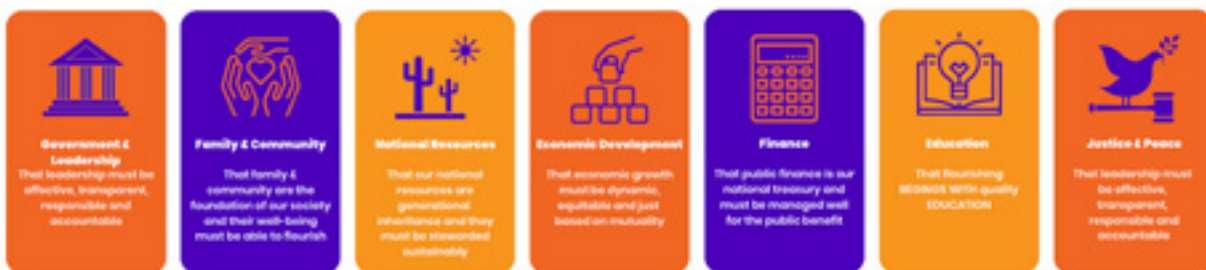 Government &
Leadership
That leadership must be
effective, transparent,
responsible and
accountable
Family & Community
That family &
community are the
foundation of our society
and their well-being
must be able to flourish
National Resources
That our national
resources are
generational
inheritance and they
must be stewarded
sustainably
Economic Development
That economic growth
must be dynamic,
equitable and just
based on mutuality
Finance
That public finance is our
national treasury and
must be managed well
for the public benefit
Education
That flourishing
BEGINGS WITH quality
EDUCATION
Justice & Peace
That leadership must
be effective,
transparent,
responsible and
accountable